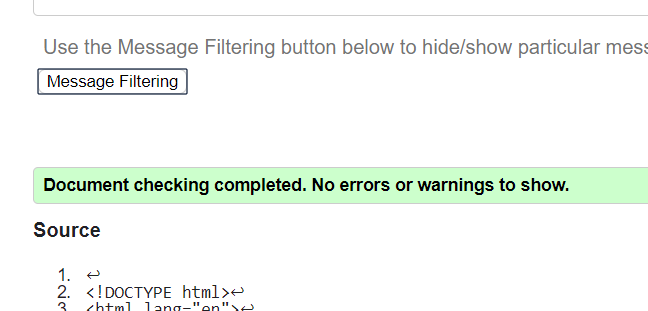 Use the Message Filtering button below to hide/show particular mess
Message Filtering
Document checking completed. No errors or warnings to show.
Source
1. ↩
2. <!DOCTYPE html>↩
3. <html lang="en">↩